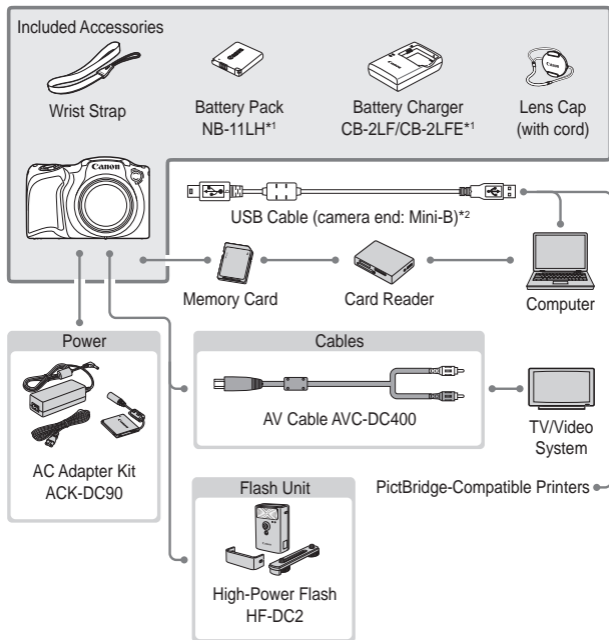 Included Accessories
Wrist Strap
Battery Pack
NB-11LH*1
Battery Charger
CB-2LF/CB-2LFE*1
Lens Cap
(with cord)
Canon
USB Cable (camera end: Mini-B)*2
Memory Card
Card Reader
Computer
Power
AC Adapter Kit
ACK-DC90
Cables
AV Cable AVC-DC400
TV/Video
System
PictBridge-Compatible Printers
Flash Unit
High-Power Flash
HF-DC2